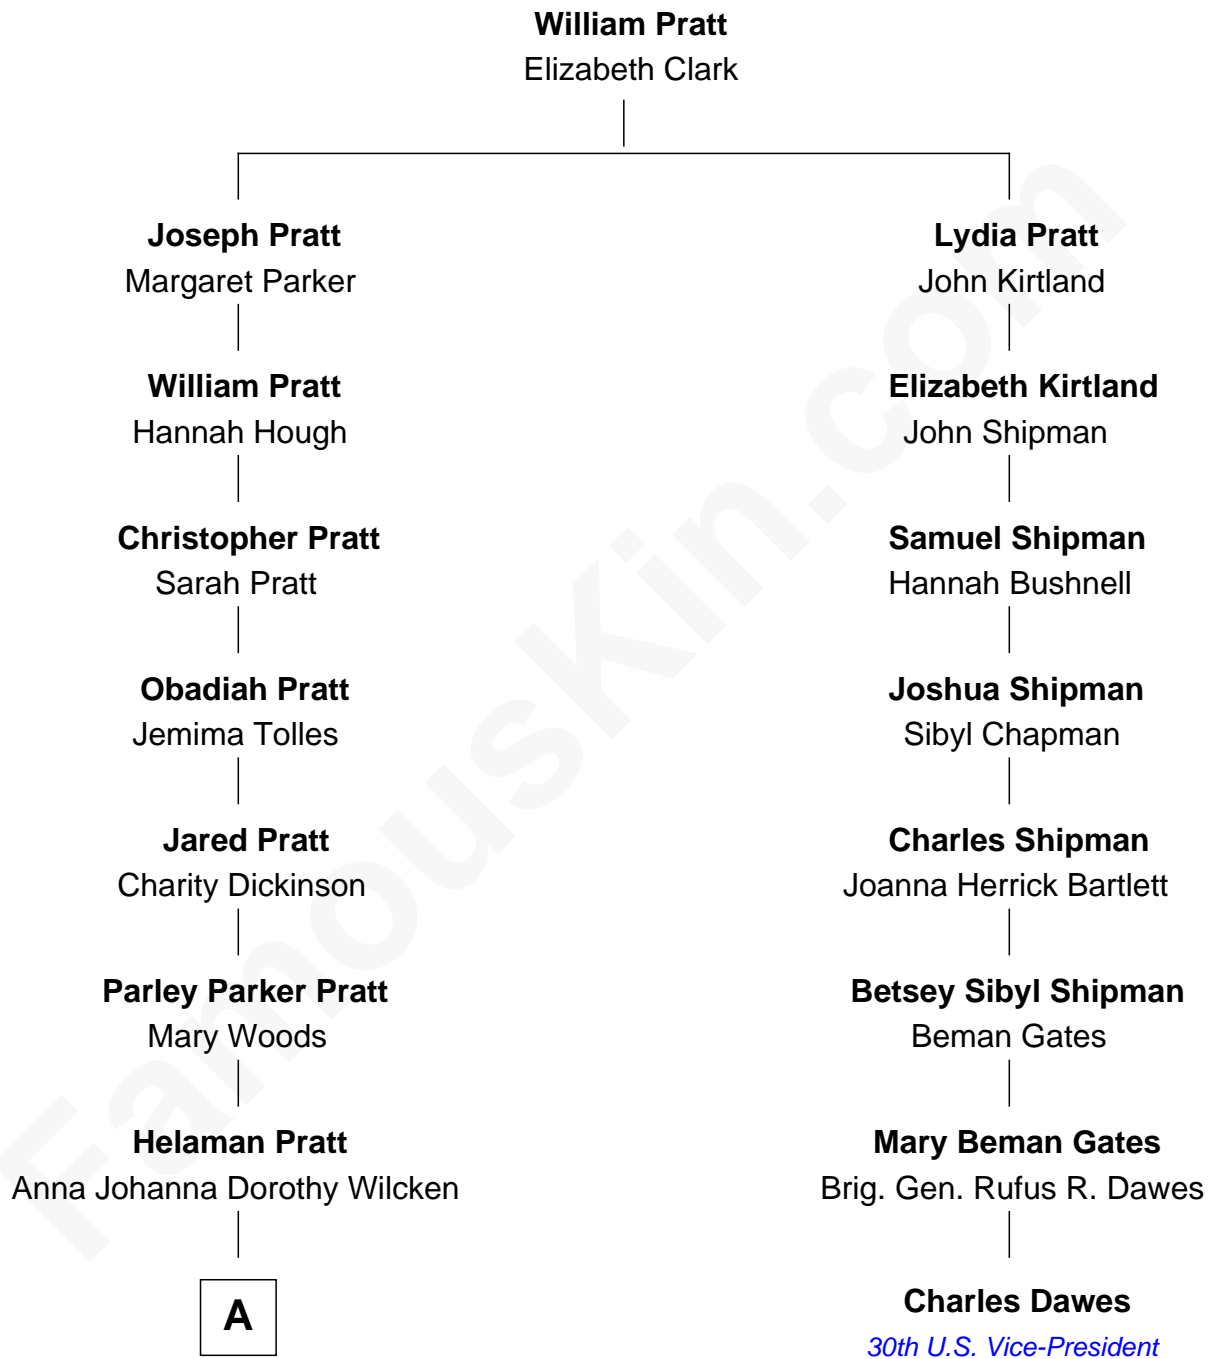 William Pratt
Elizabeth Clark
Joseph Pratt
Margaret Parker
Lydia Pratt
John Kirtland
William Pratt
Hannah Hough
Elizabeth Kirtland
John Shipman
Christopher Pratt
Sarah Pratt
Samuel Shipman
Hannah Bushnell
Obadiah Pratt
Jemima Tolles
Joshua Shipman
Sibyl Chapman
Jared Pratt
Charity Dickinson
Charles Shipman
Joanna Herrick Bartlett
Parley Parker Pratt
Mary Woods
Betsey Sibyl Shipman
Beman Gates
Helaman Pratt
Anna Johanna Dorothy Wilcken
Mary Beman Gates
Brig. Gen. Rufus R. Dawes
A
Charles Dawes
30th U.S. Vice-President
FamousKin.com